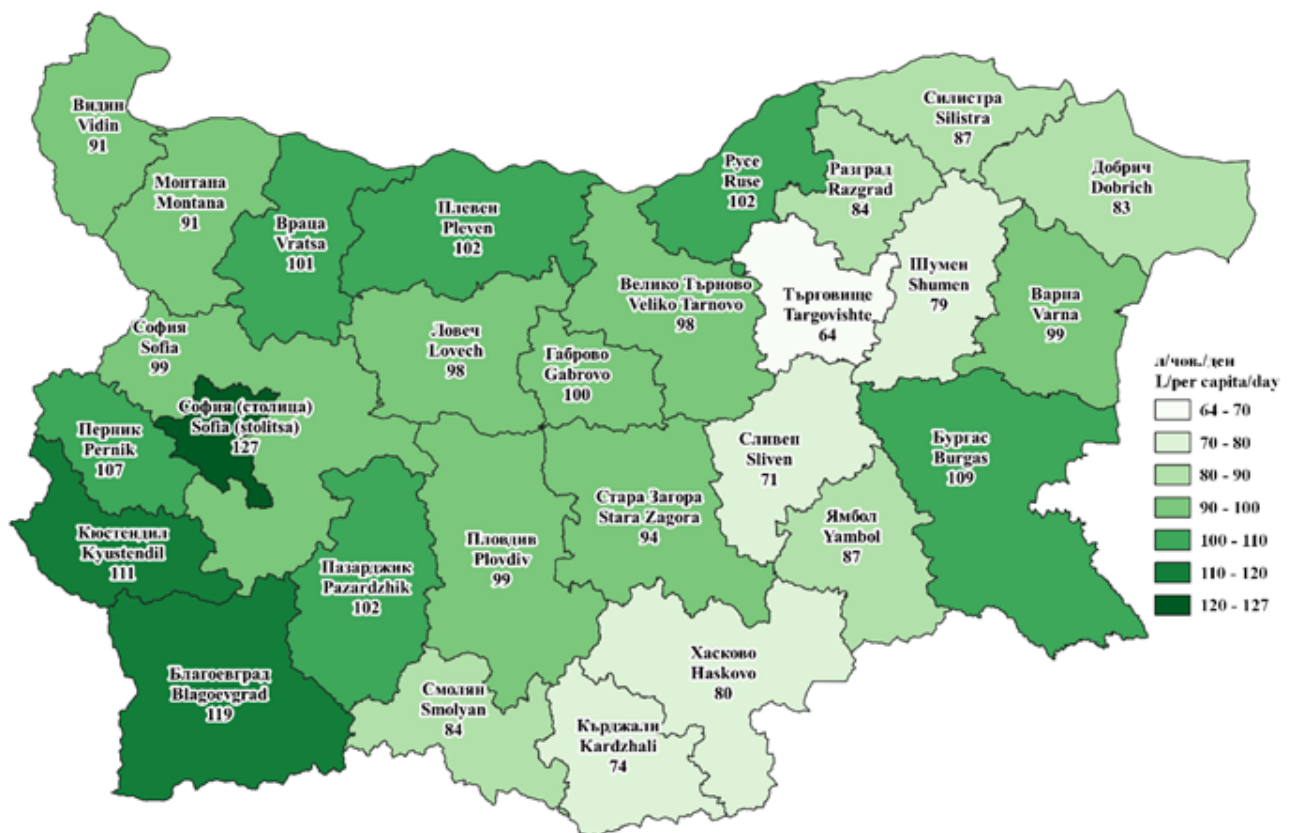 Видин
Vidin
91
Монтана
Montana
91
Враца
Vratsa
101
Плевен
Pleven
102
Русе
Ruse
102
Силистра
Silistra
87
Разград
Razgrad
84
Добрич
Dobrich
83
Шумен
Shumen
79
Варна
Varna
99
Търговище
Targovishte
64
Велико Търново
Veliko Tarnovo
98
Габрово
Gabrovo
100
Ловеч
Lovech
98
София
Sofia
99
София (столица)
Sofia (stolitsa)
127
Перник
Pernik
107
Кюстендил
Kyustendil
111
Благоевград
Blagoevgrad
119
Пазарджик
Pazardzhik
102
Пловдив
Plovdiv
99
Стара Загора
Stara Zagora
94
Сливен
Sliven
71
Ямбол
Yambol
87
Бургас
Burgas
109
Хасково
Haskovo
80
Кърджали
Kardzhali
74
Смолян
Smolyan
84
л/чов./ден
L/per capita/day
64 - 70
70 - 80
80 - 90
90 - 100
100 - 110
110 - 120
120 - 127